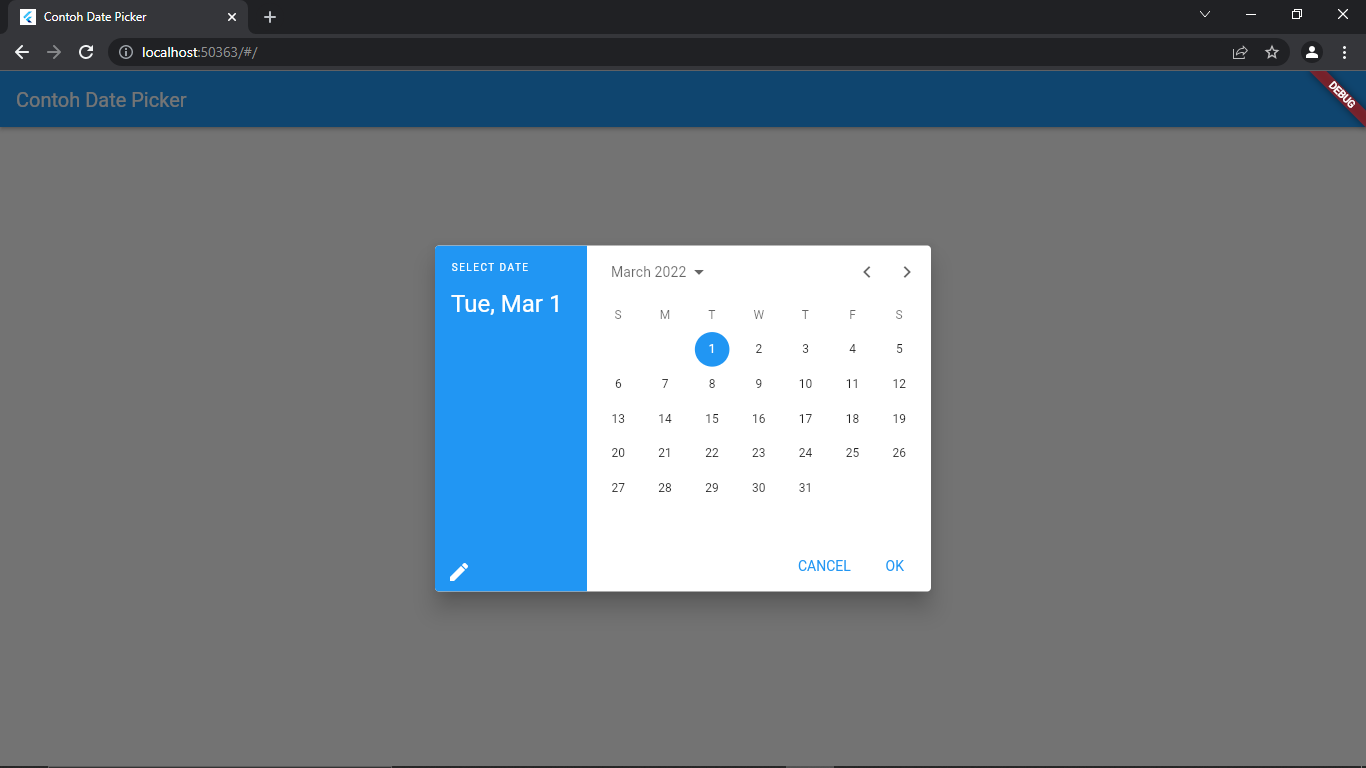 Contoh Date Picker
localhost:50363/#/
Contoh Date Picker
DEBUG
SELECT DATE
Tue, Mar 1
March 2022
S M T W T F S
1 2 3 4 5
6 7 8 9 10 11 12
13 14 15 16 17 18 19
20 21 22 23 24 25 26
27 28 29 30 31
CANCEL OK